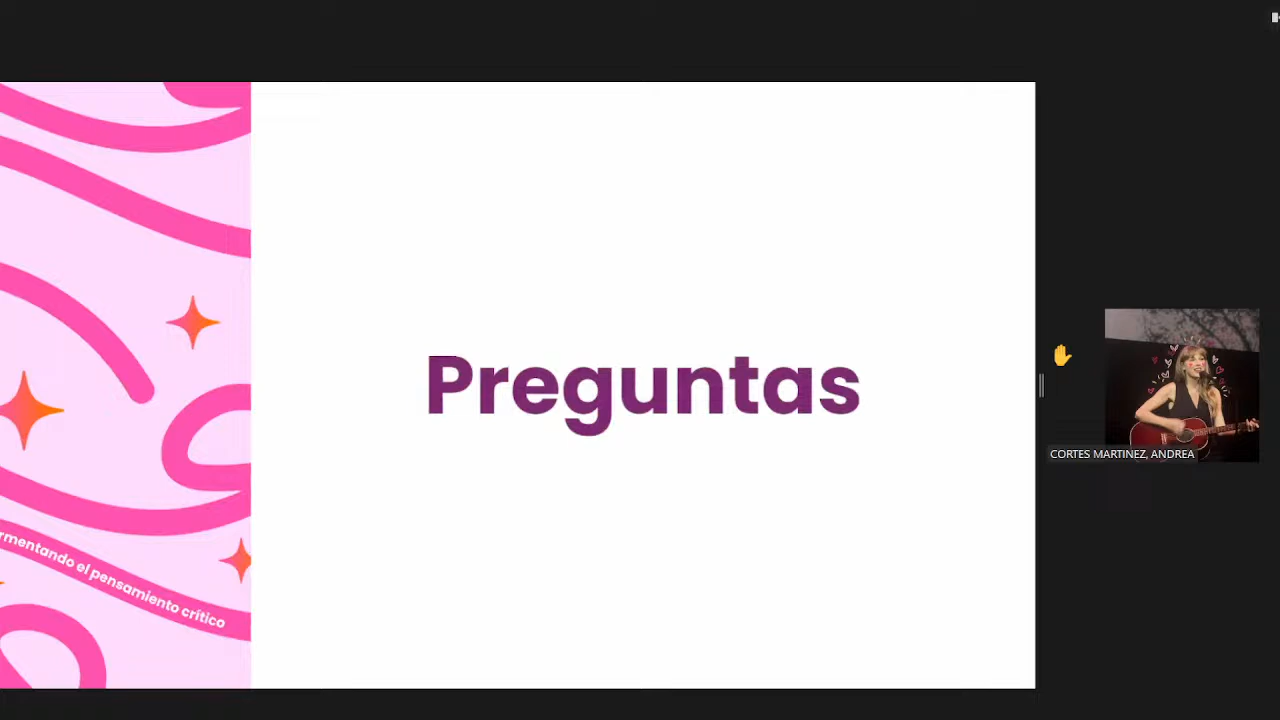 Preguntas
rmentando el pensamiento crítico
CORTES MARTINEZ, ANDREA